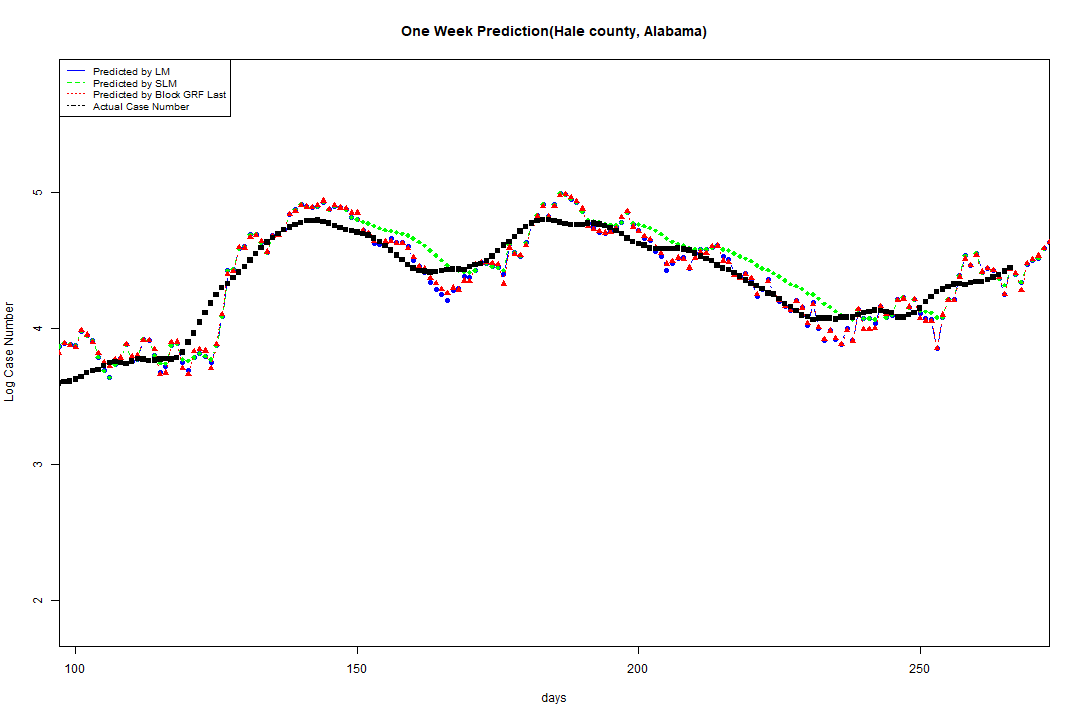 One Week Prediction(Hale county, Alabama)
Predicted by LM
Predicted by SLM
Predicted by Block GRF Last
Actual Case Number
5
4
3
2
Log Case Number
100 150 200 250
days